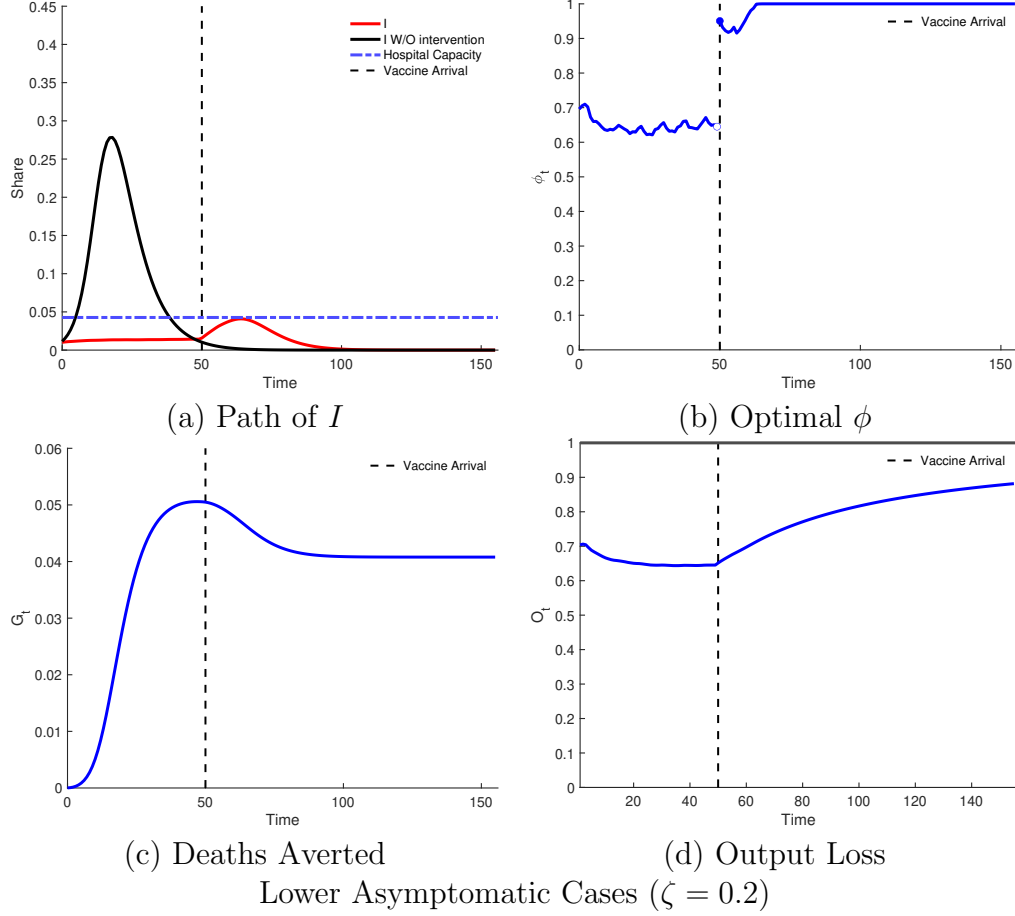 0.45
0.4
0.35
0.3
0.25
0.2
0.15
0.1
0.05
0
Share
0 50 100 150
Time
I
I W/O intervention
Hospital Capacity
Vaccine Arrival
(a) Path of I
1
0.9
0.8
0.7
0.6
0.5
0.4
0.3
0.2
0.1
0
ϕt
0 50 100 150
Time
Vaccine Arrival
(b) Optimal ϕ
0.06
0.05
0.04
0.03
0.02
0.01
0
Gt
0 50 100 150
Time
Vaccine Arrival
(c) Deaths Averted
1
0.9
0.8
0.7
0.6
0.5
0.4
0.3
0.2
0.1
0
Ot
20 40 60 80 100 120 140
Time
Vaccine Arrival
(d) Output Loss
Lower Asymptomatic Cases (ζ = 0.2)